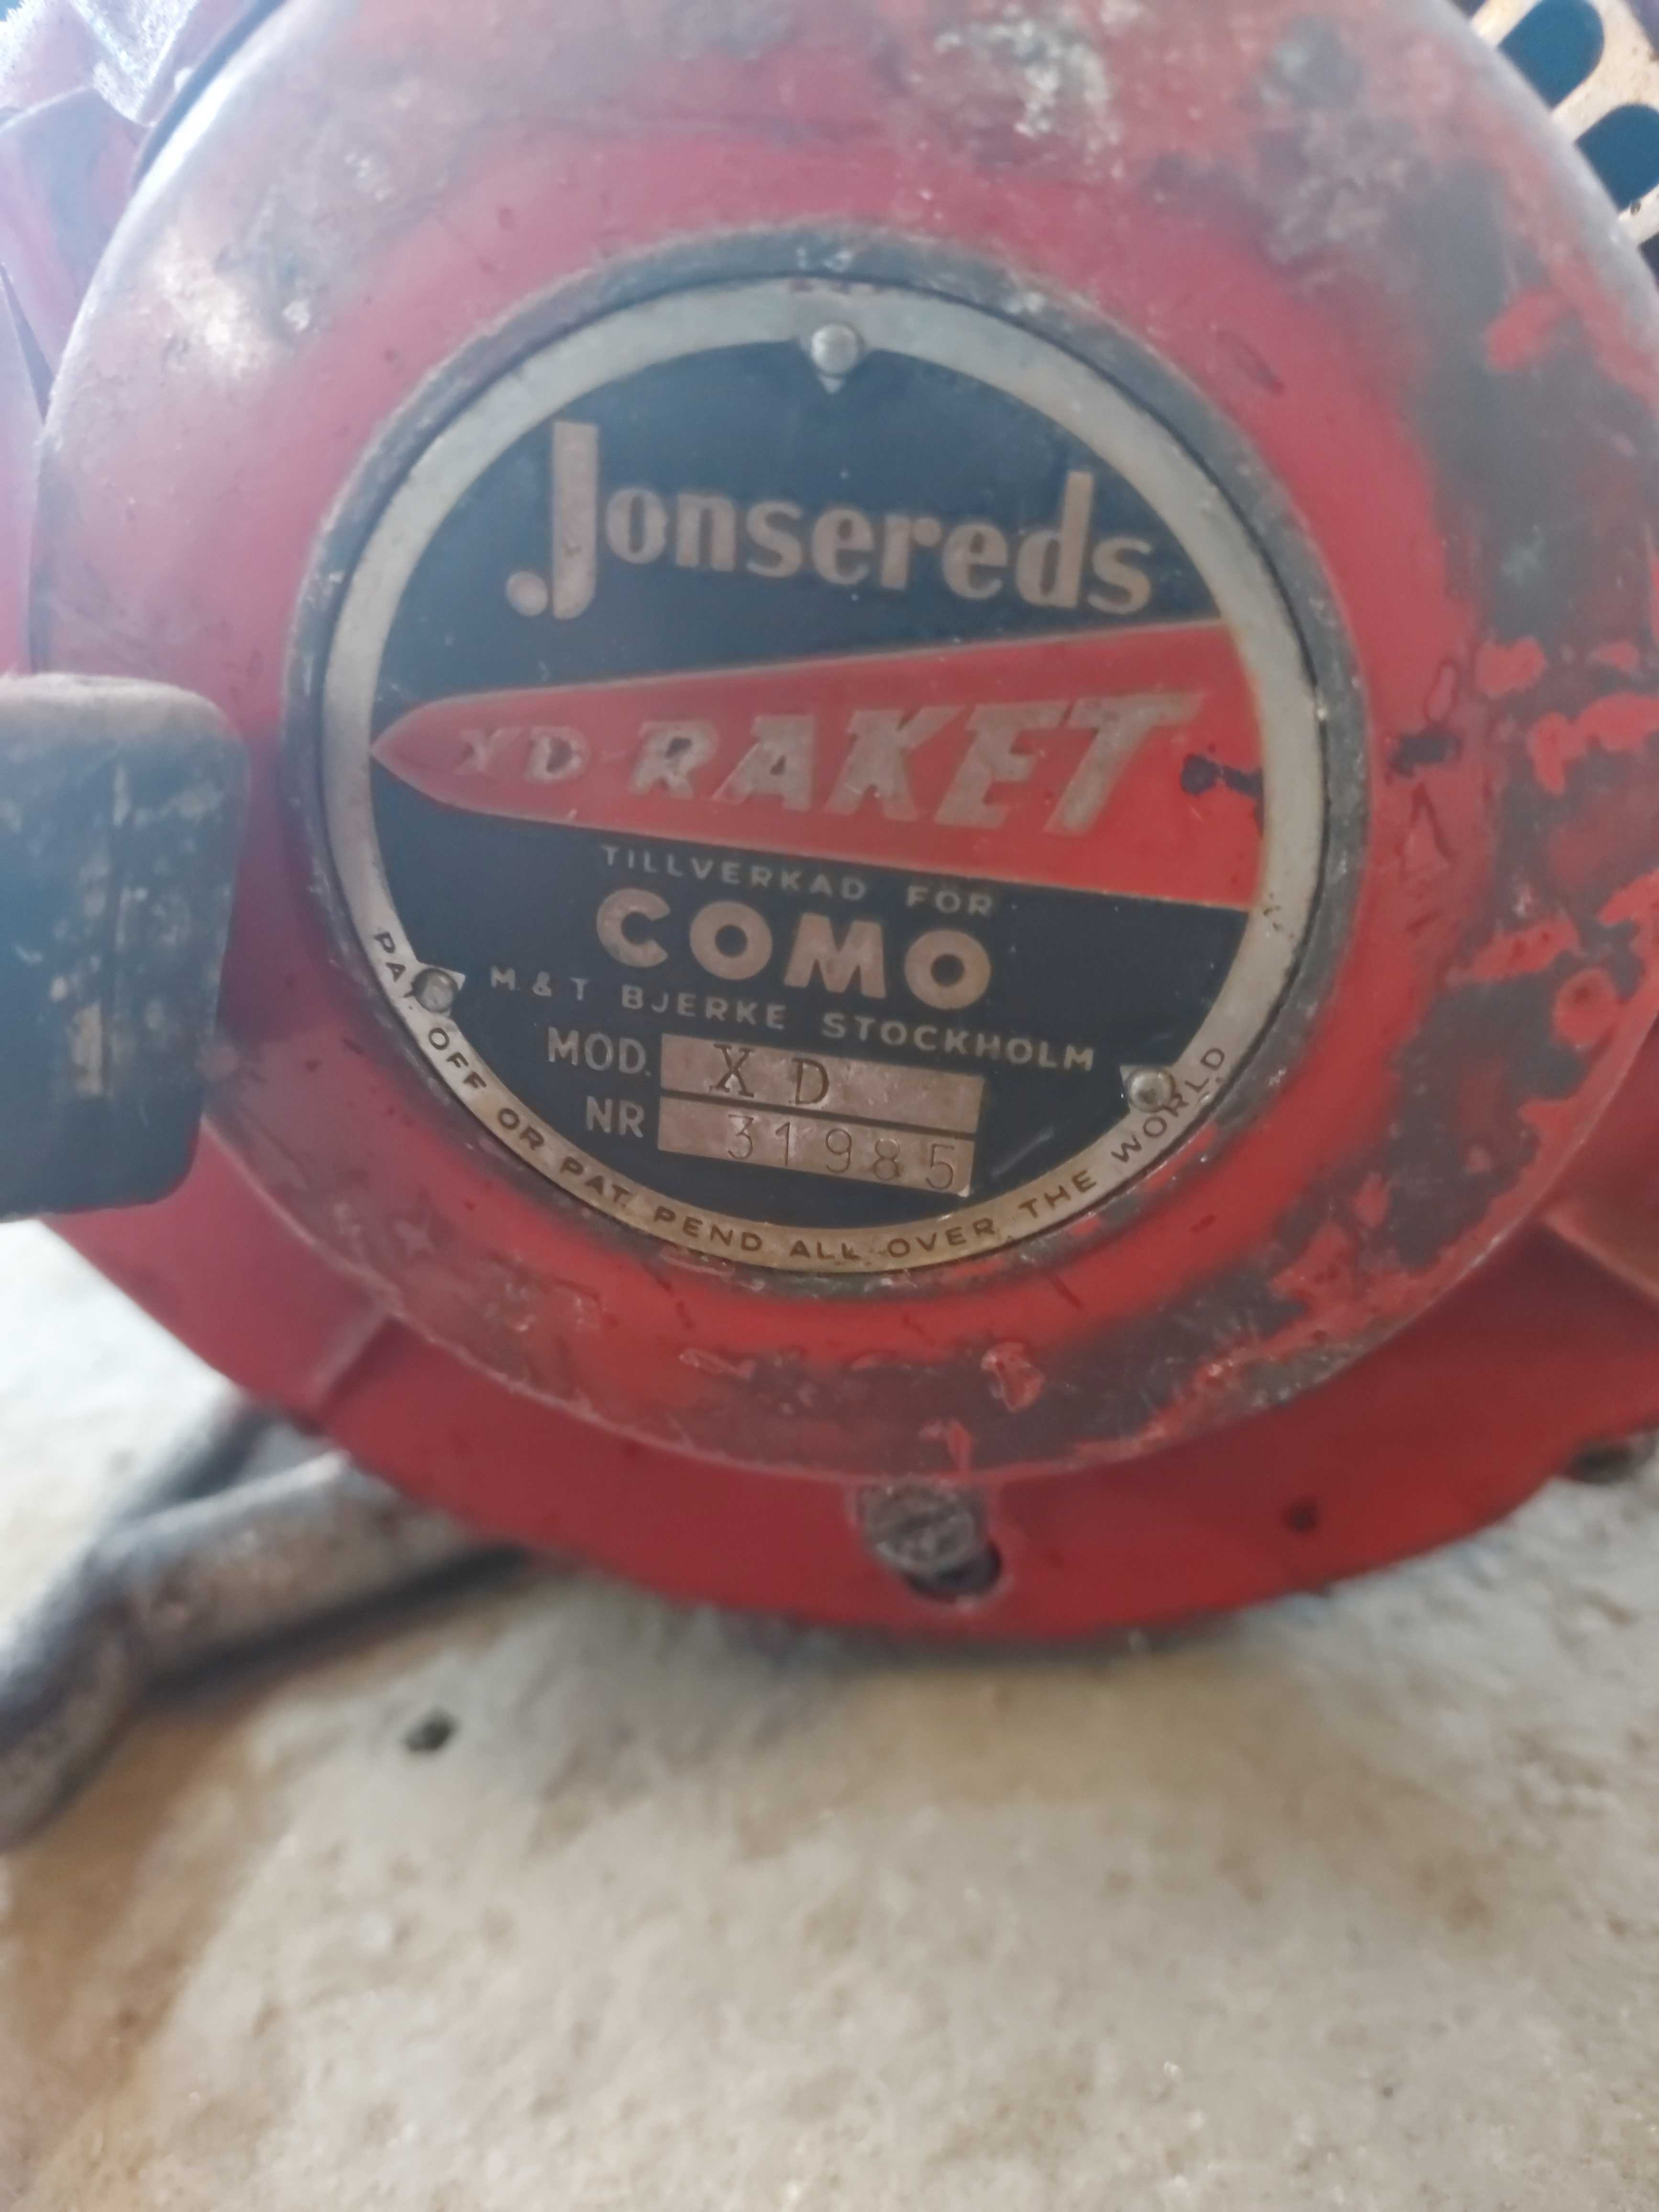 Jonsereds
XD-RAKET
TILLVERKAD FÖR
COMO
M & T BJERKE STOCKHOLM
MOD. XD
NR 31985
PAT. OFF OR PAT. PEND ALL OVER THE WORLD